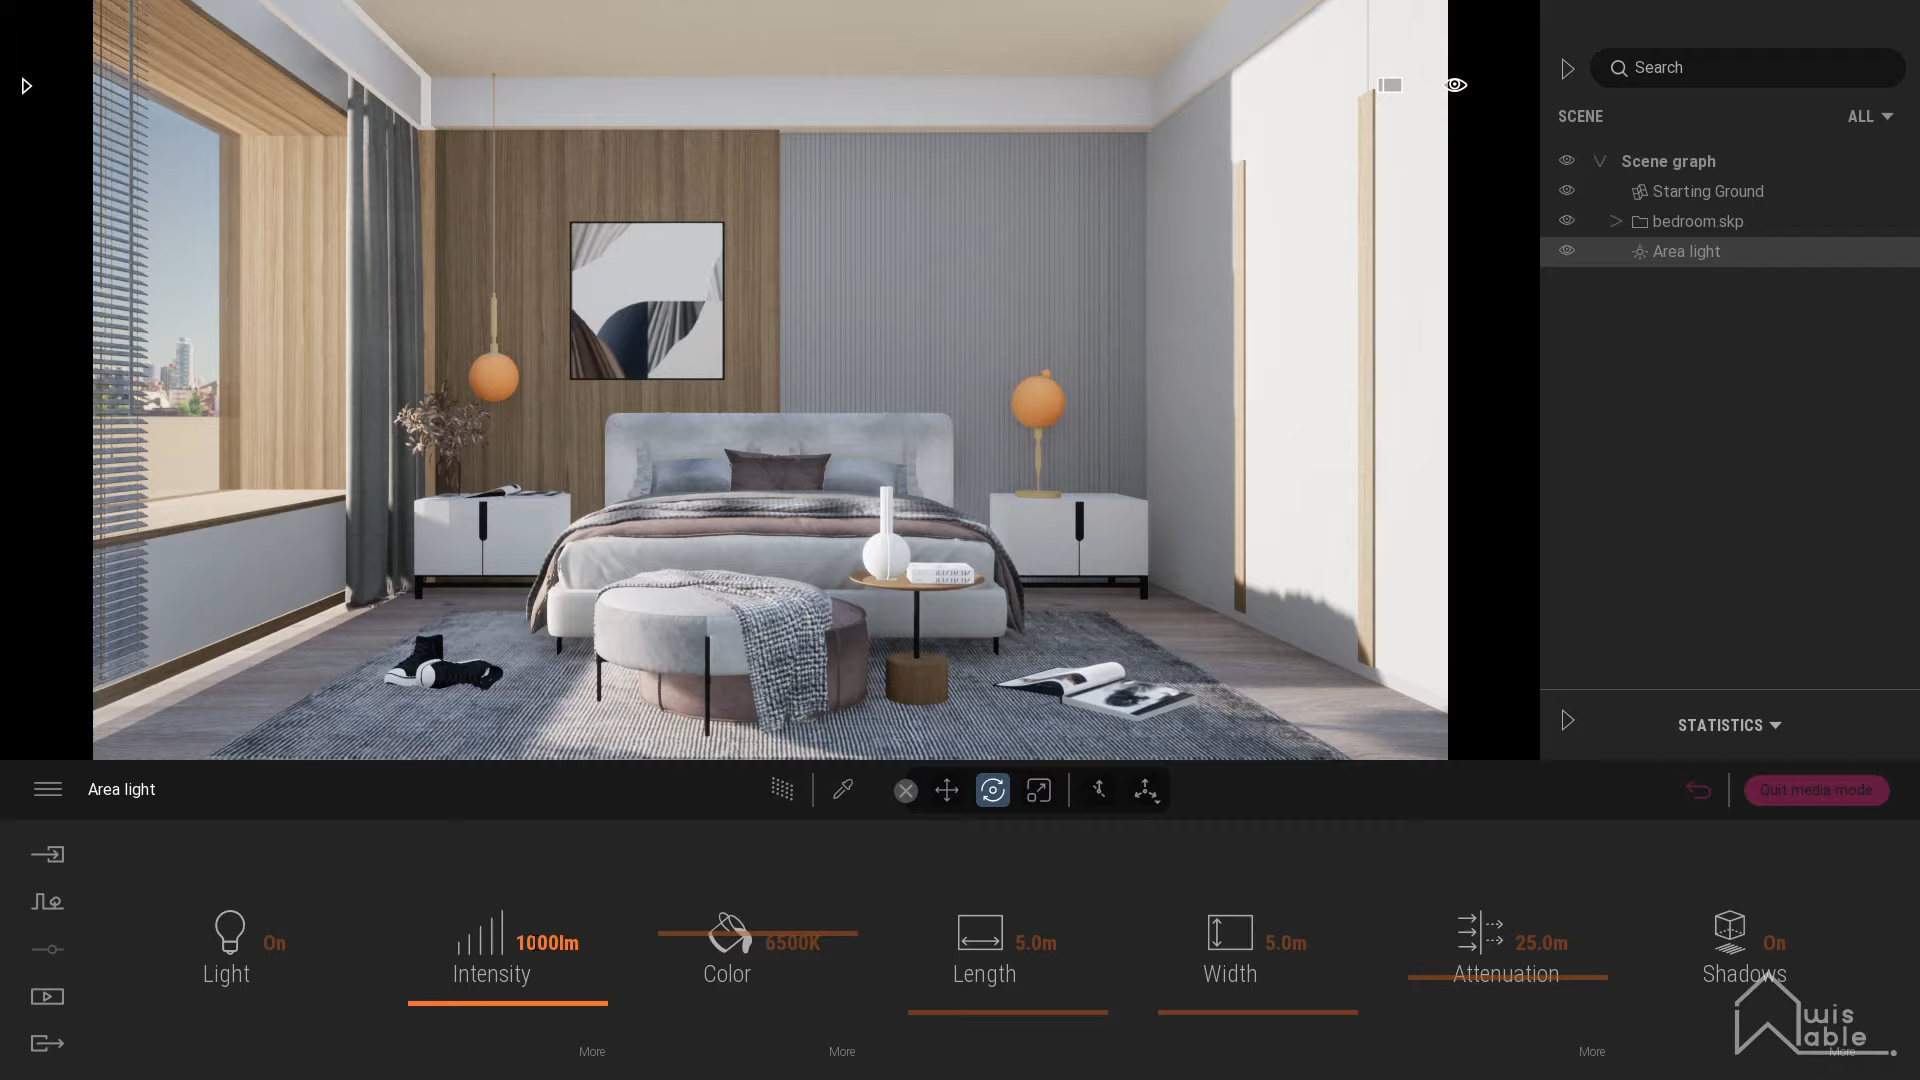 Search
SCENE
ALL
Scene graph
Starting Ground
bedroom.skp
Area light
STATISTICS
Area light
Quit media mode
On
1000lm
6500K
5.0m
5.0m
25.0m
On
Light
Intensity
Color
Length
Width
Attenuation
Shadows
wis
able
More
More
More
More